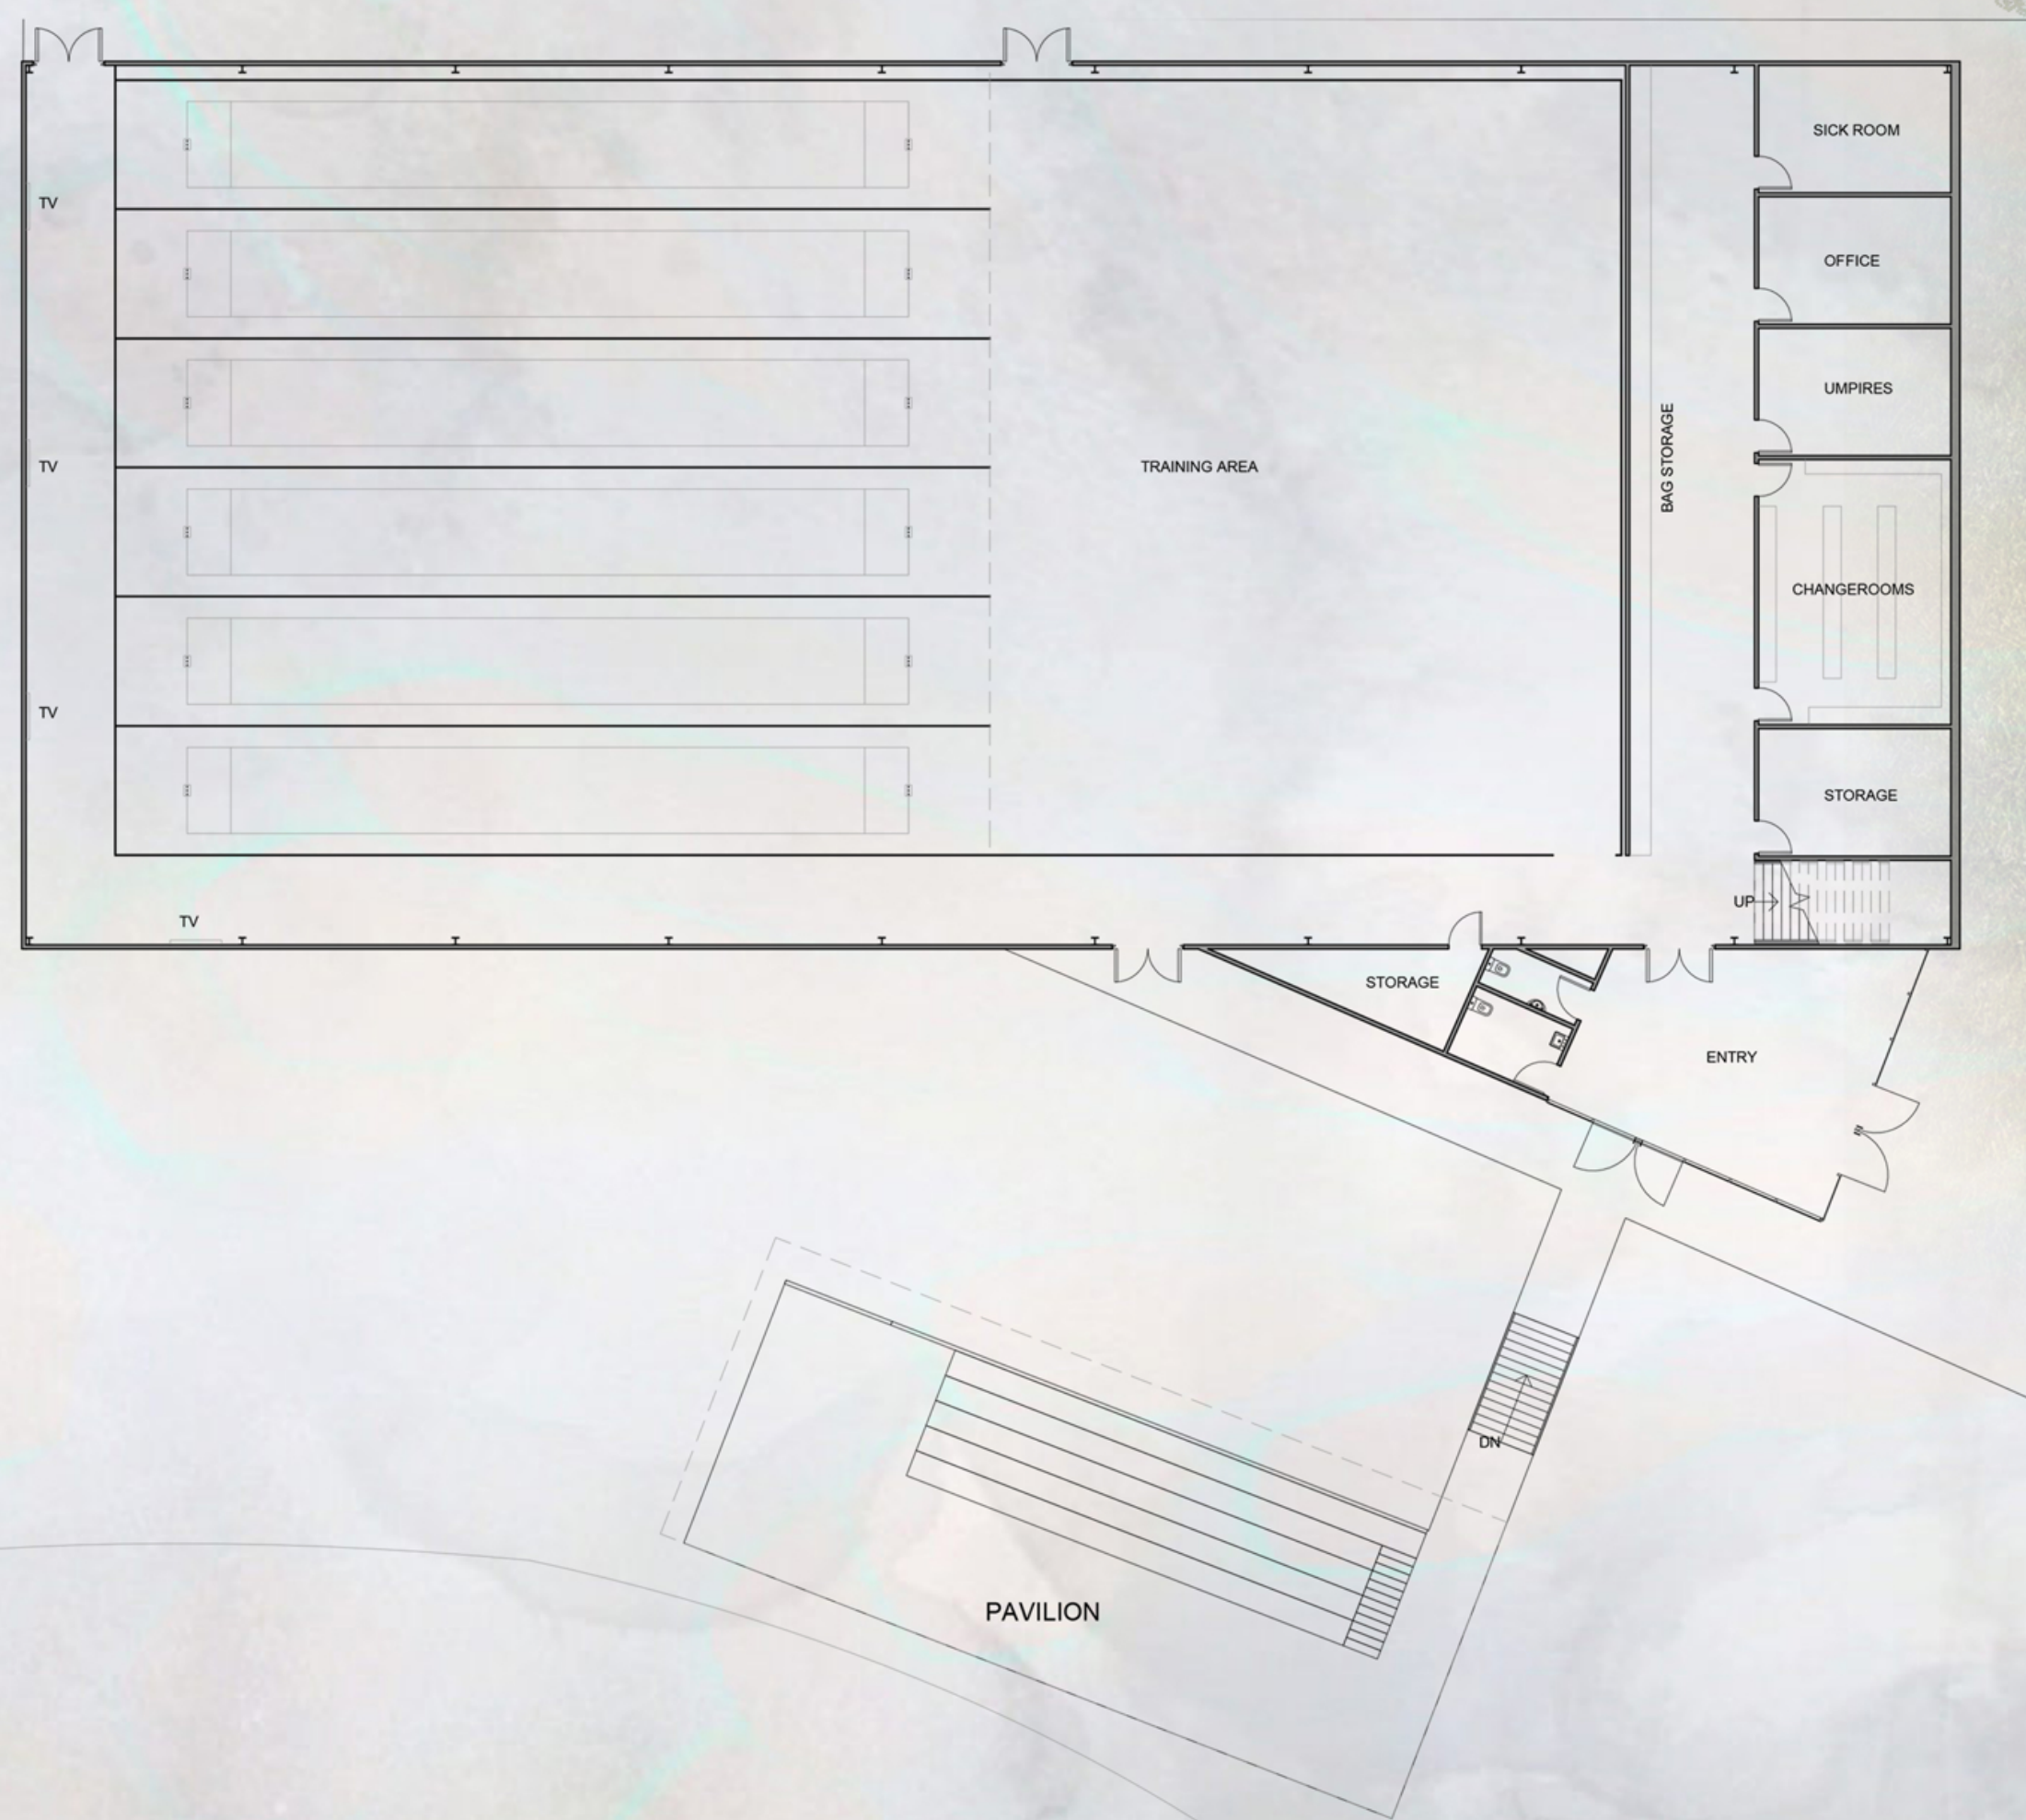 SICK ROOM
TV
OFFICE
UMPIRES
TV
TRAINING AREA
BAG STORAGE
CHANGEROOMS
TV
STORAGE
UP
TV
STORAGE
ENTRY
DN
PAVILION